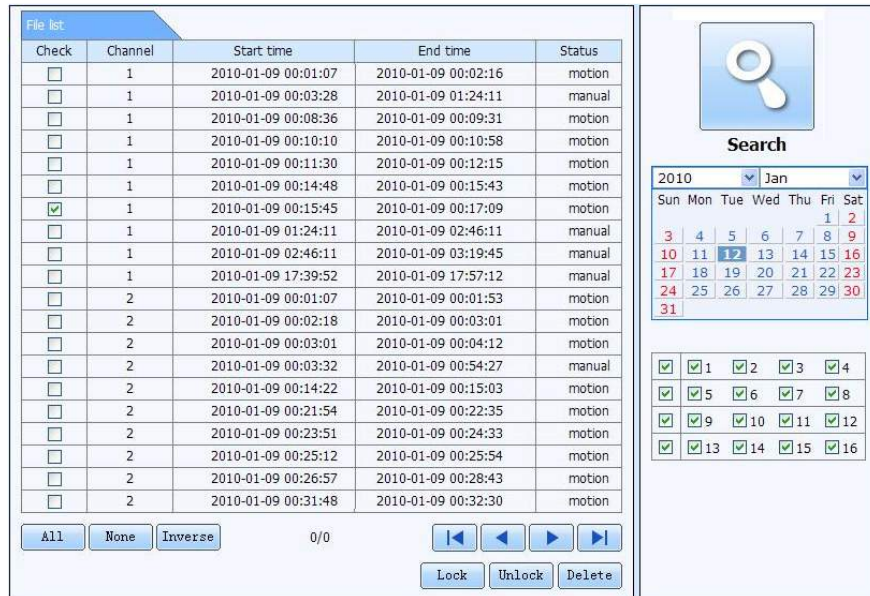 File list
Check Channel Start time End time Status
1 2010-01-09 00:01:07 2010-01-09 00:02:16 motion
1 2010-01-09 00:03:28 2010-01-09 01:24:11 manual
1 2010-01-09 00:08:36 2010-01-09 00:09:31 motion
1 2010-01-09 00:10:10 2010-01-09 00:10:58 motion
1 2010-01-09 00:11:30 2010-01-09 00:12:15 motion
1 2010-01-09 00:14:48 2010-01-09 00:15:43 motion
1 2010-01-09 00:15:45 2010-01-09 00:17:09 motion
1 2010-01-09 01:24:11 2010-01-09 02:46:11 manual
1 2010-01-09 02:46:11 2010-01-09 03:19:45 manual
1 2010-01-09 17:39:52 2010-01-09 17:57:12 manual
2 2010-01-09 00:01:07 2010-01-09 00:01:53 motion
2 2010-01-09 00:02:18 2010-01-09 00:03:01 motion
2 2010-01-09 00:03:01 2010-01-09 00:04:12 motion
2 2010-01-09 00:03:32 2010-01-09 00:54:27 manual
2 2010-01-09 00:14:22 2010-01-09 00:15:03 motion
2 2010-01-09 00:21:54 2010-01-09 00:22:35 motion
2 2010-01-09 00:23:51 2010-01-09 00:24:33 motion
2 2010-01-09 00:25:12 2010-01-09 00:25:54 motion
2 2010-01-09 00:26:57 2010-01-09 00:28:43 motion
2 2010-01-09 00:31:48 2010-01-09 00:32:30 motion
All None Inverse 0/0
Lock Unlock Delete
Search
2010 Jan
Sun Mon Tue Wed Thu Fri Sat
1 2
3 4 5 6 7 8 9
10 11 12 13 14 15 16
17 18 19 20 21 22 23
24 25 26 27 28 29 30
31
1 2 3 4
5 6 7 8
9 10 11 12
13 14 15 16